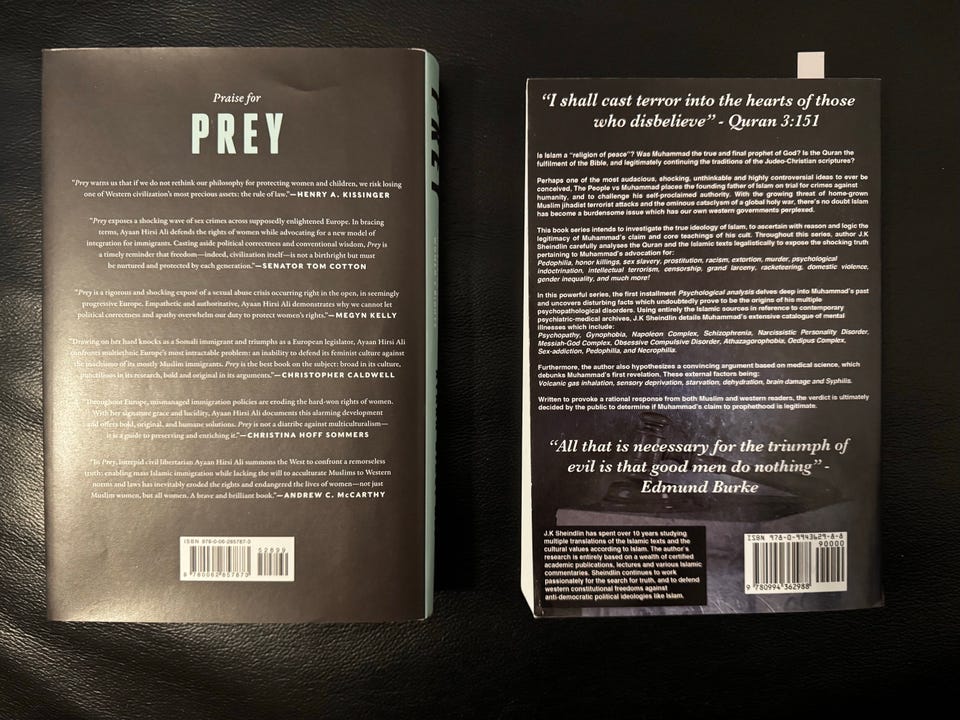 Praise for
PREY
"Prey warns us that if we do not rethink our philosophy for protecting women and children, we risk losing
one of Western civilization's most precious assets: the rule of law."—HENRY A. KISSINGER
"Prey exposes a shocking wave of sex crimes across supposedly enlightened Europe. In bracing
terms, Ayaan Hirsi Ali defends the rights of women while advocating for a new model of
integration for immigrants. Casting aside political correctness and conventional wisdom, Prey is
a timely reminder that freedom—indeed, civilization itself—is not a birthright but must
be nurtured and protected by each generation."—SENATOR TOM COTTON
"Prey is a rigorous and shocking exposé of a sexual abuse crisis occurring right in the open, in seemingly
progressive Europe. Empathetic and authoritative, Ayaan Hirsi Ali demonstrates why we cannot let
political correctness and apathy overwhelm our duty to protect women's rights."—MEGYN KELLY
"Drawing on her hard knocks as a Somali immigrant and triumphs as a European legislator, Ayaan Hirsi Ali
confronts multiethnic Europe's most intractable problem: an inability to defend its feminist culture against
the machismo of its mostly Muslim immigrants. Prey is the best book on the subject: broad in its culture,
punctilious in its research, bold and original in its arguments."—CHRISTOPHER CALDWELL
"Throughout Europe, mismanaged immigration policies are eroding the hard-won rights of women.
With her signature grace and lucidity, Ayaan Hirsi Ali documents this alarming development
and offers bold, original, and humane solutions. Prey is not a diatribe against multiculturalism—
it is a guide to preserving and enriching it."—CHRISTINA HOFF SOMMERS
"In Prey, intrepid civil libertarian Ayaan Hirsi Ali summons the West to confront a remorseless
truth: enabling mass Islamic immigration while lacking the will to acculturate Muslims to Western
norms and laws has inevitably eroded the rights and endangered the lives of women—not just
Muslim women, but all women. A brave and brilliant book."—ANDREW C. McCARTHY
ISBN 978-0-06-285787-3
52899
9 780062 857873
PREY
"I shall cast terror into the hearts of those
who disbelieve" - Quran 3:151
Is Islam a "religion of peace"? Was Muhammad the true and final prophet of God? Is the Quran the
fulfilment of the Bible, and legitimately continuing the traditions of the Judeo-Christian scriptures?
Perhaps one of the most audacious, shocking, unthinkable and highly controversial ideas to ever be
conceived, The People vs Muhammad places the founding father of Islam on trial for crimes against
humanity, and to challenge his self-proclaimed authority. With the growing threat of home-grown
Muslim jihadist terrorist attacks and the ominous cataclysm of a global holy war, there's no doubt Islam
has become a burdensome issue which has our own western governments perplexed.
This book series intends to investigate the true ideology of Islam, to ascertain with reason and logic the
legitimacy of Muhammad's claim and core teachings of his cult. Throughout this series, author J.K
Sheindlin carefully analyses the Quran and the Islamic texts legalistically to expose the shocking truth
pertaining to Muhammad's advocation for:
Pedophilia, honor killings, sex slavery, prostitution, racism, extortion, murder, psychological
indoctrination, intellectual terrorism, censorship, grand larceny, racketeering, domestic violence,
gender inequality, and much more!
In this powerful series, the first installment Psychological analysis delves deep into Muhammad's past
and uncovers disturbing facts which undoubtedly prove to be the origins of his multiple
psychopathological disorders. Using entirely the Islamic sources in reference to contemporary
psychiatric-medical archives, J.K Sheindlin details Muhammad's extensive catalogue of mental
illnesses which include:
Psychopathy, Gynophobia, Napoleon Complex, Schizophrenia, Narcissistic Personality Disorder,
Messiah-God Complex, Obsessive Compulsive Disorder, Athazagorophobia, Oedipus Complex,
Sex-addiction, Pedophilia, and Necrophilia.
Furthermore, the author also hypothesizes a convincing argument based on medical science, which
debunks Muhammad's first revelation. These external factors being:
Volcanic gas inhalation, sensory deprivation, starvation, dehydration, brain damage and Syphilis.
Written to provoke a rational response from both Muslim and western readers, the verdict is ultimately
decided by the public to determine if Muhammad's claim to prophethood is legitimate.
"All that is necessary for the triumph of
evil is that good men do nothing" -
Edmund Burke
J.K Sheindlin has spent over 10 years studying
multiple translations of the Islamic texts and the
cultural values according to Islam. The author's
research is entirely based on a wealth of certified
academic publications, lectures and various Islamic
commentaries. Sheindlin continues to work
passionately for the search for truth, and to defend
western constitutional freedoms against
anti-democratic political ideologies like Islam.
ISBN 978-0-9943629-8-8
90000
9 780994 362988